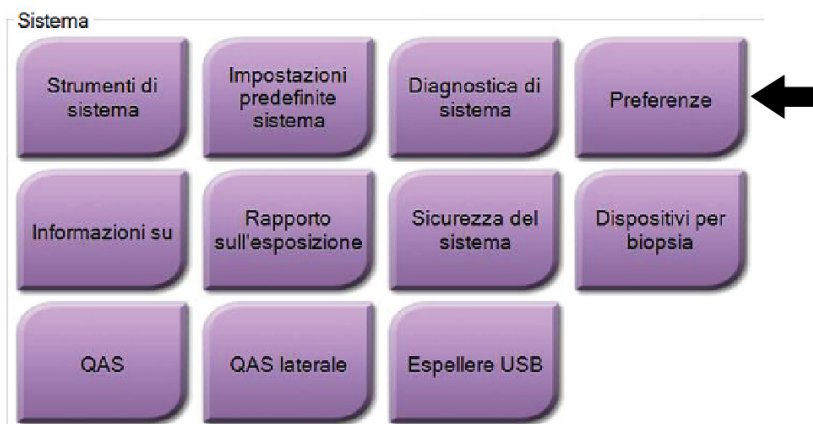 Sistema
Strumenti di
sistema
Impostazioni
predefinite
sistema
Diagnostica di
sistema
Preferenze
Informazioni su
Rapporto
sull'esposizione
Sicurezza del
sistema
Dispositivi per
biopsia
QAS
QAS laterale
Espellere USB